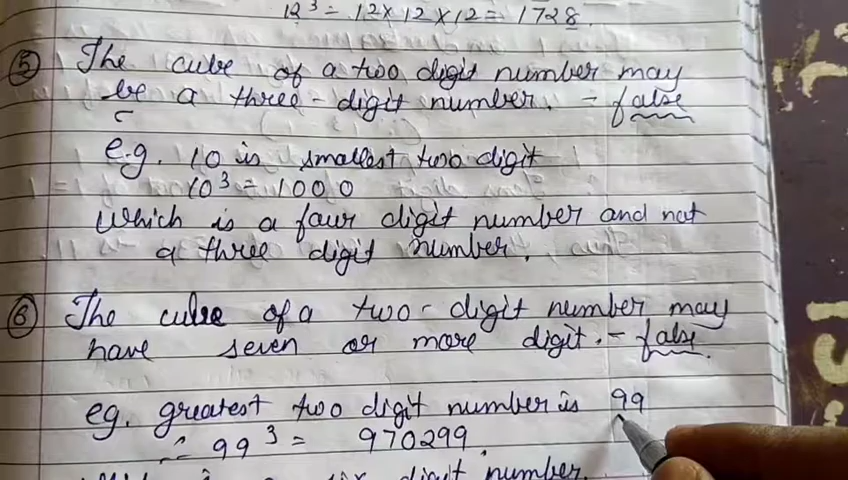 12³ = 12 × 12 × 12 = 1728.
⑤ The cube of a two digit number may
be a three-digit number. - false
e.g. 10 is smallest two digit
10³ = 1000
which is a four digit number and not
a three digit number.
⑥ The cube of a two-digit number may
have seven or more digit. - false.
eg. greatest two digit number is 99
∴ 99³ = 970299.
digit number.